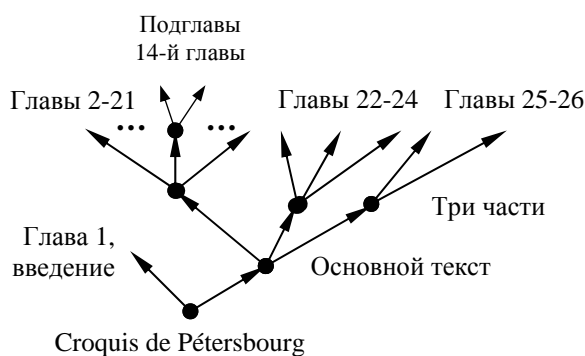 Подглавы
14-й главы
Главы 2-21
Главы 22-24
Главы 25-26
... ...
Три части
Глава 1,
введение
Основной текст
Croquis de Pétersbourg